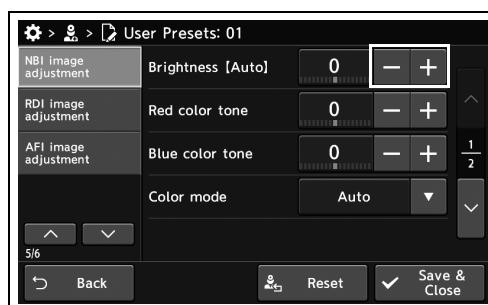 > > User Presets: 01
NBI image
adjustment
Brightness [Auto]
0
− +
RDI image
adjustment
Red color tone
0
− +
AFI image
adjustment
Blue color tone
0
− +
1
2
Color mode
Auto
5/6
Back
Reset
Save &
Close